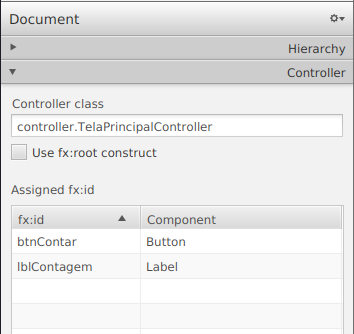 Document
Hierarchy
Controller
Controller class
controller.TelaPrincipalController
Use fx:root construct
Assigned fx:id
fx:id Component
btnContar Button
lblContagem Label